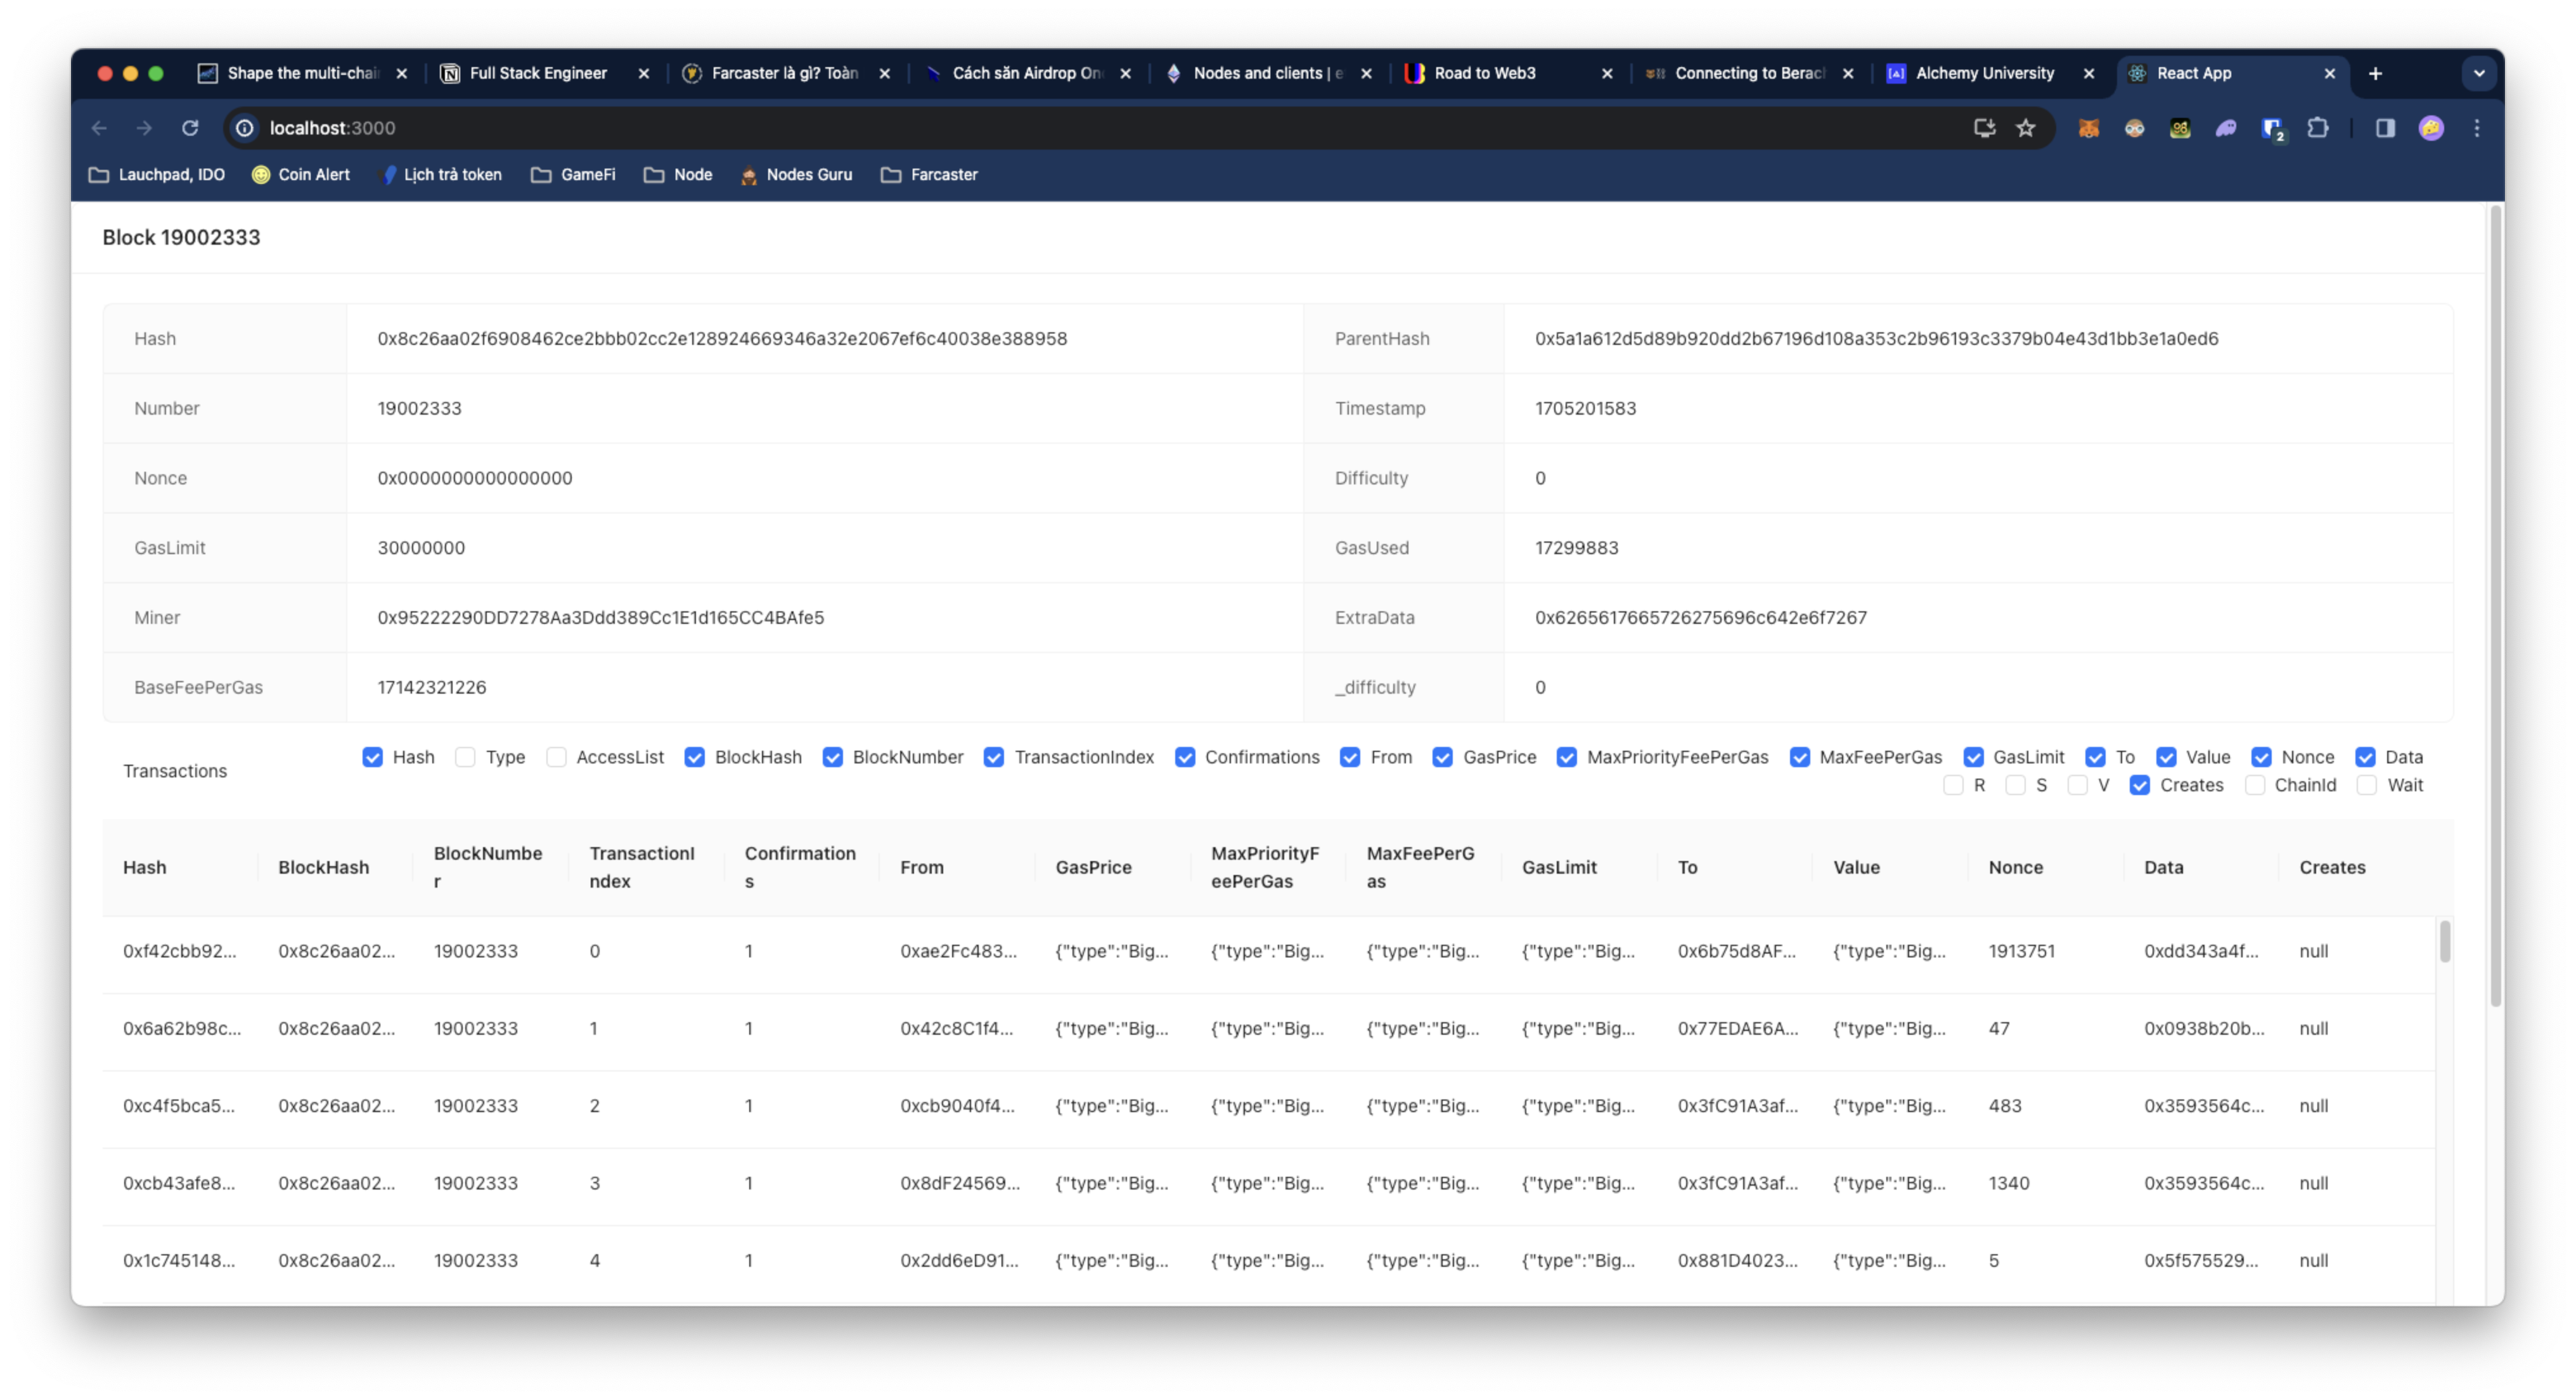 Shape the multi-chai Full Stack Engineer Farcaster là gì? Toàn Cách săn Airdrop On Nodes and clients | e Road to Web3 Connecting to Berac Alchemy University React App
localhost:3000 2
Lauchpad, IDO Coin Alert Lịch trả token GameFi Node Nodes Guru Farcaster
Block 19002333
Hash 0x8c26aa02f6908462ce2bbb02cc2e128924669346a32e2067ef6c40038e388958 ParentHash 0x5a1a612d5d89b920dd2b67196d108a353c2b96193c3379b04e43d1bb3e1a0ed6
Number 19002333 Timestamp 1705201583
Nonce 0x0000000000000000 Difficulty 0
GasLimit 30000000 GasUsed 17299883
Miner 0x95222290DD7278Aa3Ddd389Cc1E1d165CC4BAfe5 ExtraData 0x6265617665726275696c642e6f7267
BaseFeePerGas 17142321226 _difficulty 0
Transactions Hash Type AccessList BlockHash BlockNumber TransactionIndex Confirmations From GasPrice MaxPriorityFeePerGas MaxFeePerGas GasLimit To Value Nonce Data
R S V Creates ChainId Wait
Hash BlockHash BlockNumbe
r TransactionI
ndex Confirmation
s From GasPrice MaxPriorityF
eePerGas MaxFeePerG
as GasLimit To Value Nonce Data Creates
0xf42cbb92... 0x8c26aa02... 19002333 0 1 0xae2Fc483... {"type":"Big... {"type":"Big... {"type":"Big... {"type":"Big... 0x6b75d8AF... {"type":"Big... 1913751 0xdd343a4f... null
0x6a62b98c... 0x8c26aa02... 19002333 1 1 0x42c8C1f4... {"type":"Big... {"type":"Big... {"type":"Big... {"type":"Big... 0x77EDAE6A... {"type":"Big... 47 0x0938b20b... null
0xc4f5bca5... 0x8c26aa02... 19002333 2 1 0xcb9040f4... {"type":"Big... {"type":"Big... {"type":"Big... {"type":"Big... 0x3fC91A3af... {"type":"Big... 483 0x3593564c... null
0xcb43afe8... 0x8c26aa02... 19002333 3 1 0x8dF24569... {"type":"Big... {"type":"Big... {"type":"Big... {"type":"Big... 0x3fC91A3af... {"type":"Big... 1340 0x3593564c... null
0x1c745148... 0x8c26aa02... 19002333 4 1 0x2dd6eD91... {"type":"Big... {"type":"Big... {"type":"Big... {"type":"Big... 0x881D4023... {"type":"Big... 5 0x5f575529... null